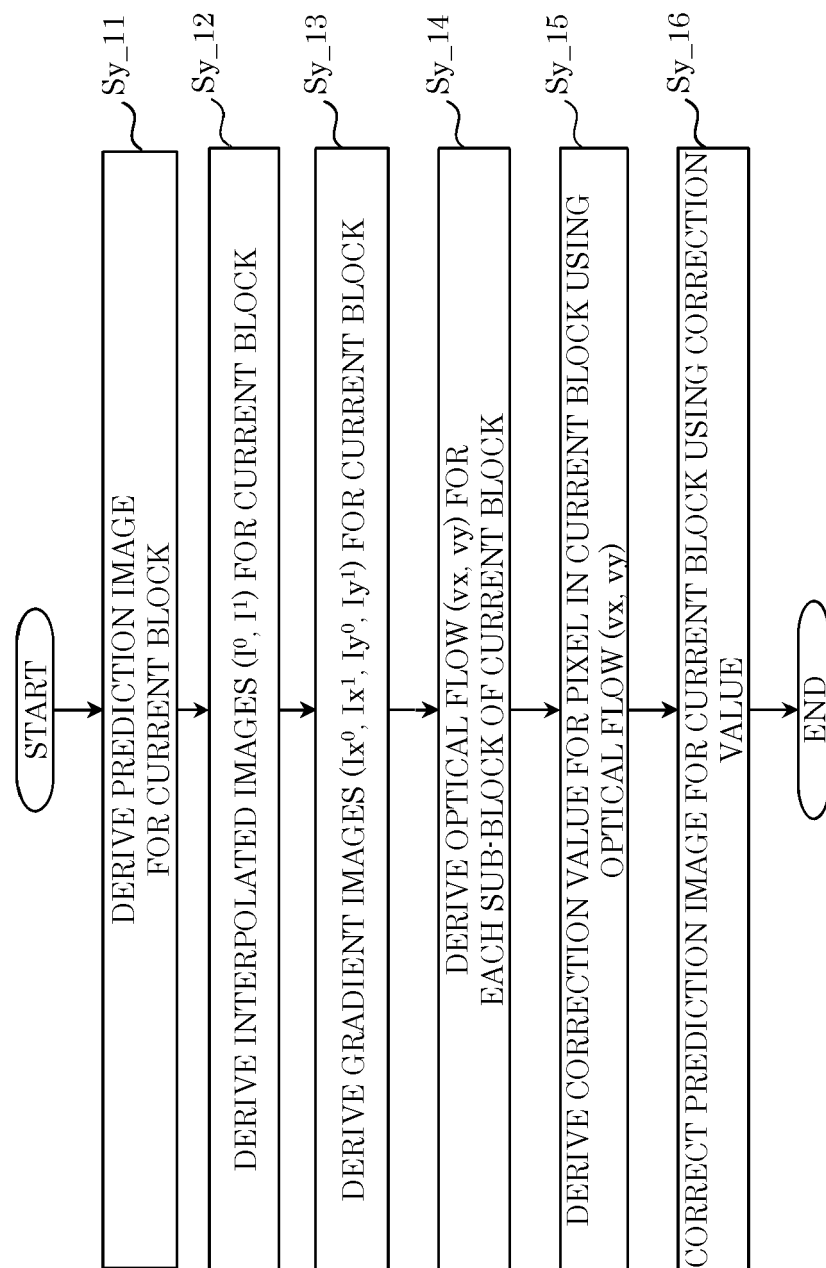 START
DERIVE PREDICTION IMAGE
FOR CURRENT BLOCK
Sy_11
DERIVE INTERPOLATED IMAGES (I⁰, I¹) FOR CURRENT BLOCK
Sy_12
DERIVE GRADIENT IMAGES (Ix⁰, Ix¹, Iy⁰, Iy¹) FOR CURRENT BLOCK
Sy_13
DERIVE OPTICAL FLOW (vx, vy) FOR
EACH SUB-BLOCK OF CURRENT BLOCK
Sy_14
DERIVE CORRECTION VALUE FOR PIXEL IN CURRENT BLOCK USING
OPTICAL FLOW (vx, vy)
Sy_15
CORRECT PREDICTION IMAGE FOR CURRENT BLOCK USING CORRECTION
VALUE
Sy_16
END